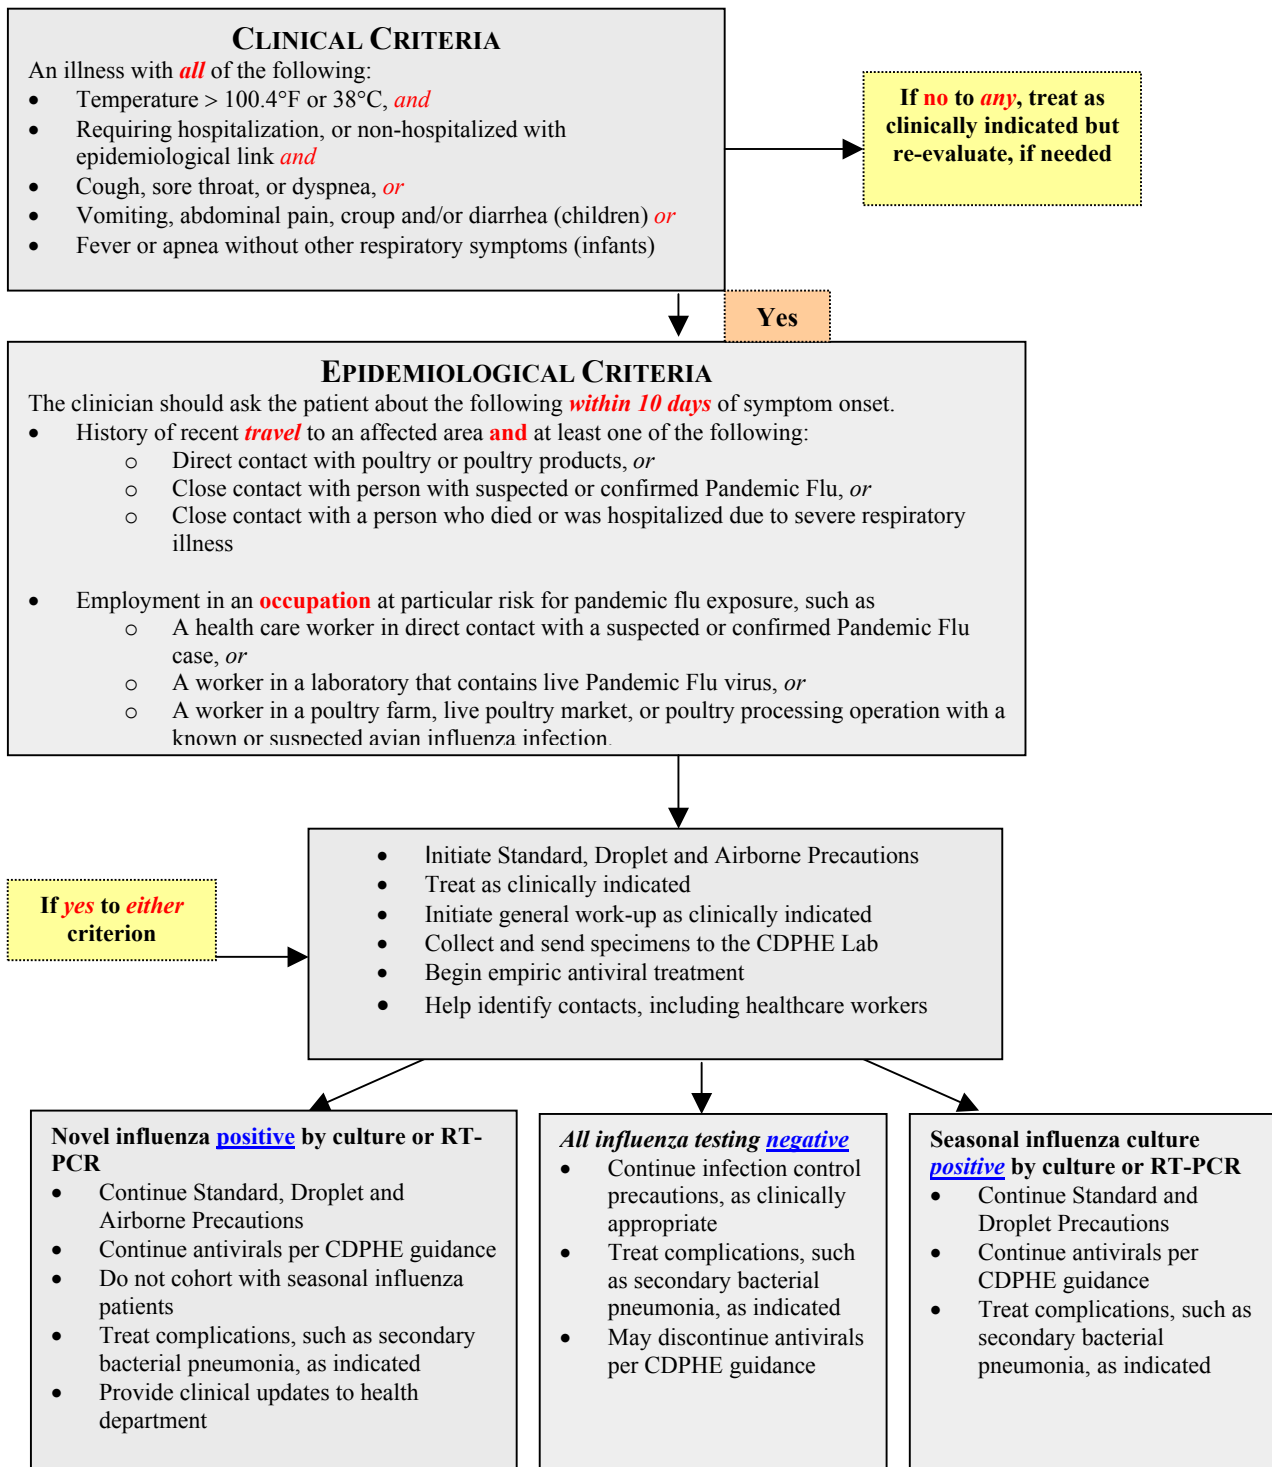 CLINICAL CRITERIA
An illness with all of the following:
• Temperature > 100.4°F or 38°C, and
• Requiring hospitalization, or non-hospitalized with
epidemiological link and
• Cough, sore throat, or dyspnea, or
• Vomiting, abdominal pain, croup and/or diarrhea (children) or
• Fever or apnea without other respiratory symptoms (infants)
If no to any, treat as
clinically indicated but
re-evaluate, if needed
Yes
EPIDEMIOLOGICAL CRITERIA
The clinician should ask the patient about the following within 10 days of symptom onset.
• History of recent travel to an affected area and at least one of the following:
o Direct contact with poultry or poultry products, or
o Close contact with person with suspected or confirmed Pandemic Flu, or
o Close contact with a person who died or was hospitalized due to severe respiratory
illness
• Employment in an occupation at particular risk for pandemic flu exposure, such as
o A health care worker in direct contact with a suspected or confirmed Pandemic Flu
case, or
o A worker in a laboratory that contains live Pandemic Flu virus, or
o A worker in a poultry farm, live poultry market, or poultry processing operation with a
known or suspected avian influenza infection.
If yes to either
criterion
• Initiate Standard, Droplet and Airborne Precautions
• Treat as clinically indicated
• Initiate general work-up as clinically indicated
• Collect and send specimens to the CDPHE Lab
• Begin empiric antiviral treatment
• Help identify contacts, including healthcare workers
Novel influenza positive by culture or RT-
PCR
• Continue Standard, Droplet and
Airborne Precautions
• Continue antivirals per CDPHE guidance
• Do not cohort with seasonal influenza
patients
• Treat complications, such as secondary
bacterial pneumonia, as indicated
• Provide clinical updates to health
department
All influenza testing negative
• Continue infection control
precautions, as clinically
appropriate
• Treat complications, such
as secondary bacterial
pneumonia, as indicated
• May discontinue antivirals
per CDPHE guidance
Seasonal influenza culture
positive by culture or RT-PCR
• Continue Standard and
Droplet Precautions
• Continue antivirals per
CDPHE guidance
• Treat complications, such as
secondary bacterial
pneumonia, as indicated